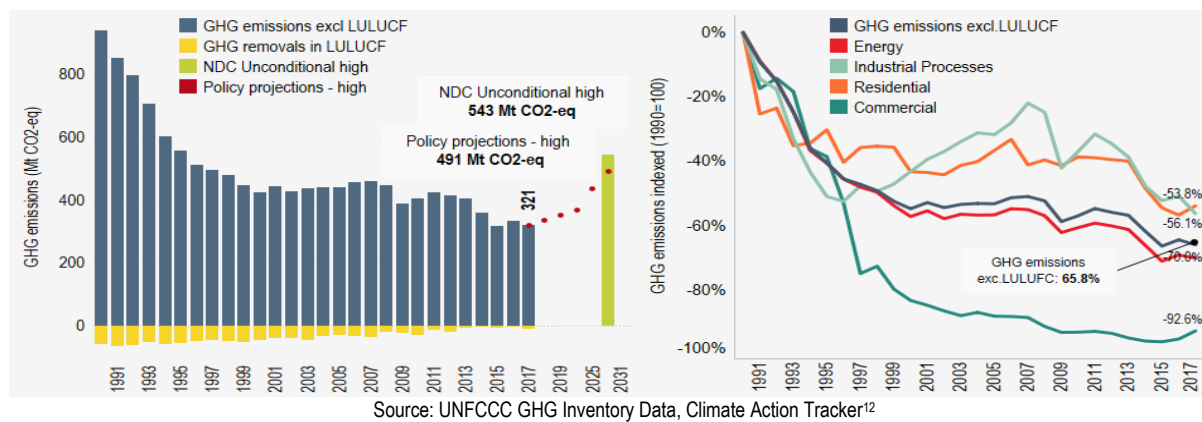 GHG emissions excl LULUCF
GHG removals in LULUCF
NDC Unconditional high
Policy projections - high
NDC Unconditional high
543 Mt CO2-eq
Policy projections - high
491 Mt CO2-eq
321
GHG emissions (Mt CO2-eq)
800
600
400
200
0
1991
1993
1995
1997
1999
2001
2003
2005
2007
2009
2011
2013
2015
2017
2019
2025
2031
GHG emissions excl.LULUCF
Energy
Industrial Processes
Residential
Commercial
GHG emissions indexed (1990=100)
0%
-20%
-40%
-60%
-80%
-100%
-53.8%
-56.1%
GHG emissions
exc.LULUFC: 65.8%
-92.6%
1991
1993
1995
1997
1999
2001
2003
2005
2007
2009
2011
2013
2015
2017
Source: UNFCCC GHG Inventory Data, Climate Action Tracker¹²